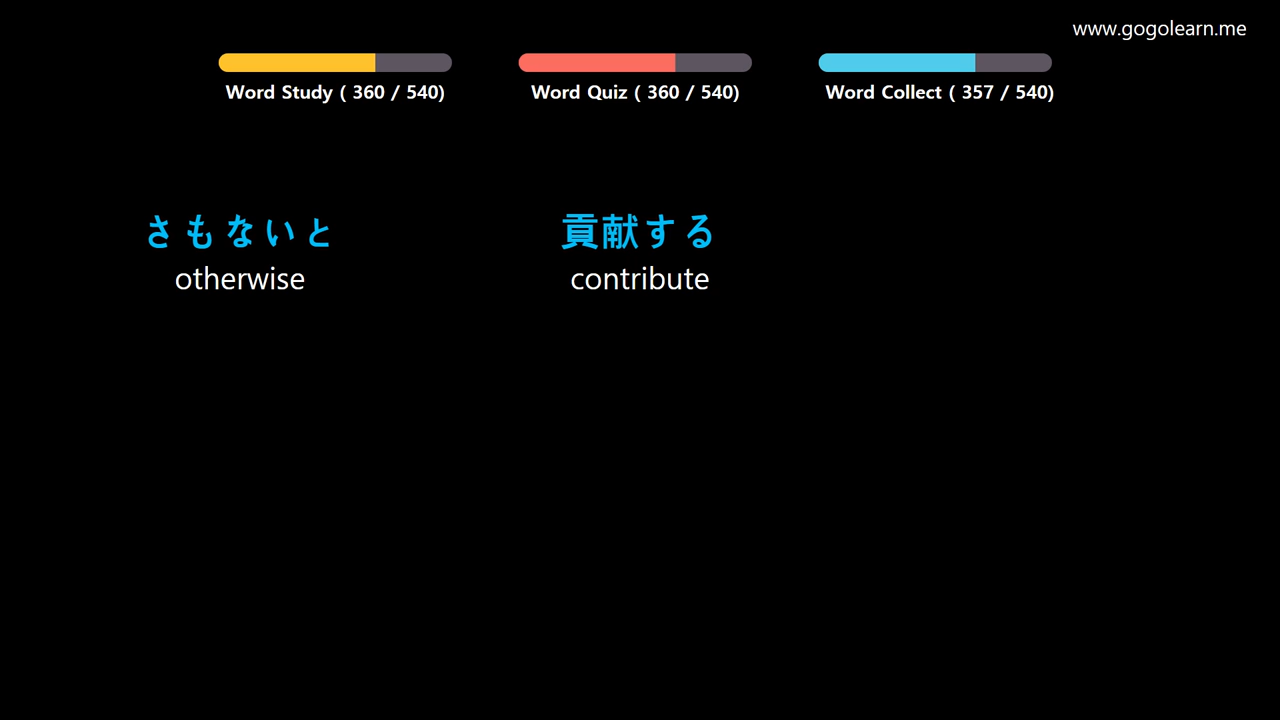 www.gogolearn.me
Word Study ( 360 / 540)
Word Quiz ( 360 / 540)
Word Collect ( 357 / 540)
さもないと
otherwise
貢献する
contribute